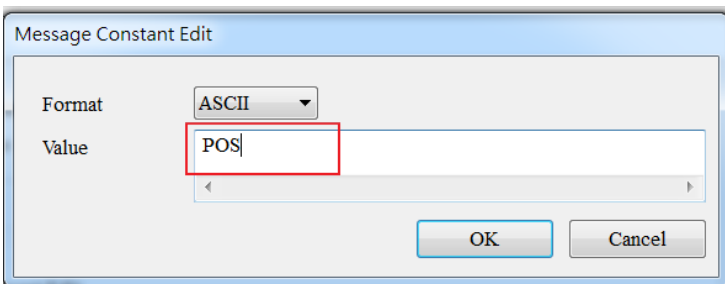 Message Constant Edit
Format ASCII
Value POS
OK Cancel